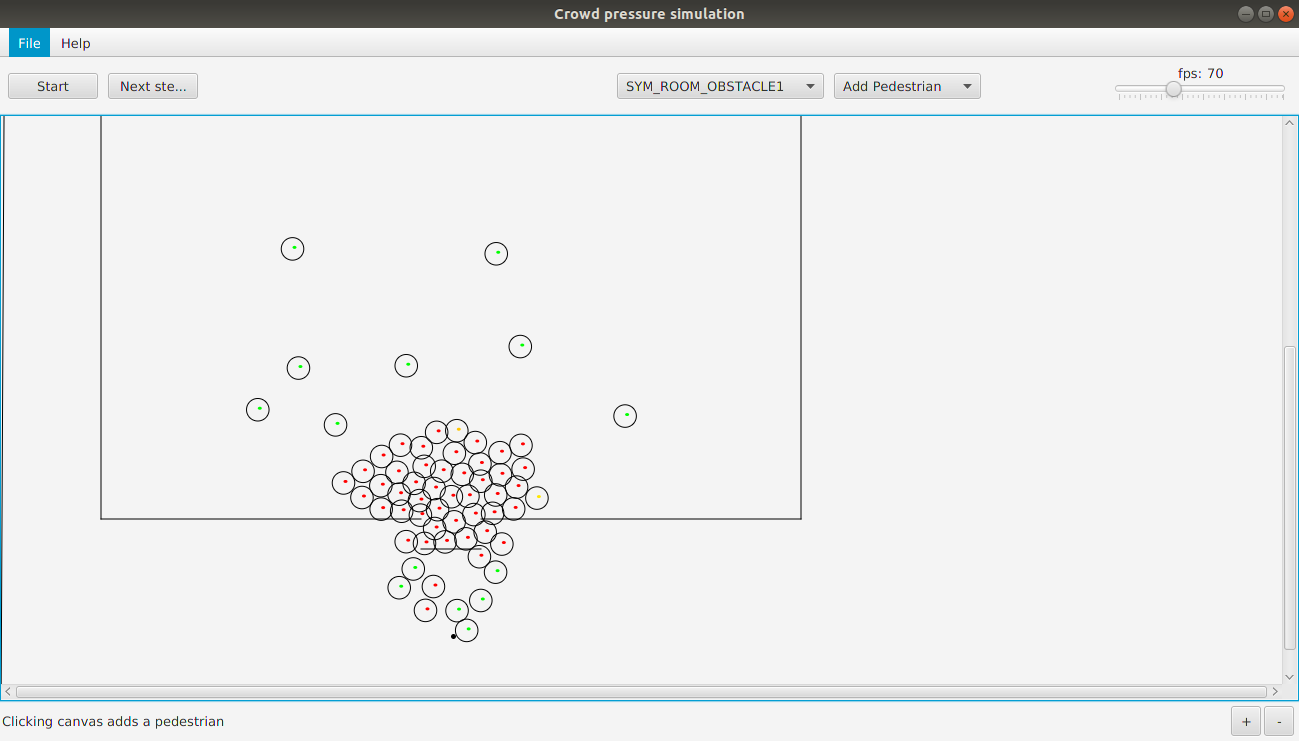 Crowd pressure simulation
File Help
Start Next ste... SYM_ROOM_OBSTACLE1 Add Pedestrian fps: 70
Clicking canvas adds a pedestrian + -